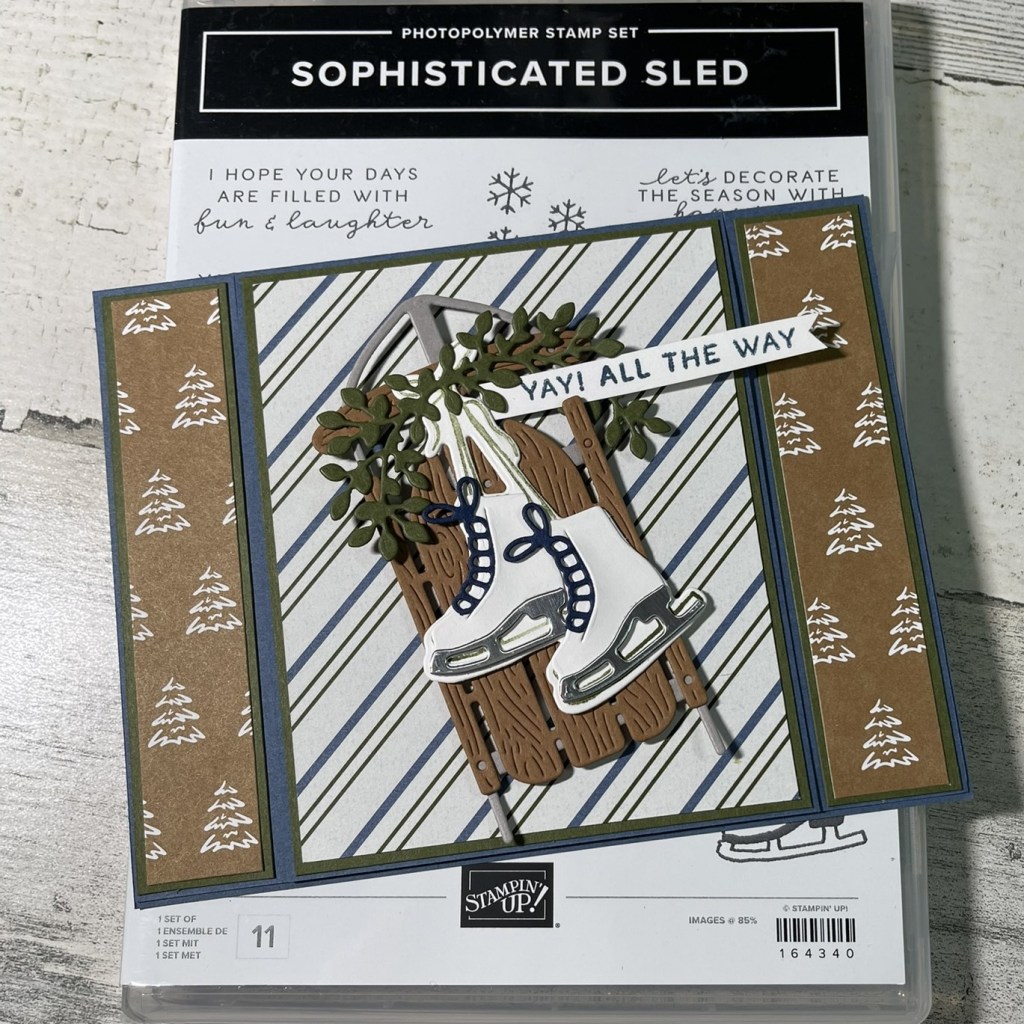 PHOTOPOLYMER STAMP SET
SOPHISTICATED SLED
I HOPE YOUR DAYS
ARE FILLED WITH
fun & laughter
let's DECORATE
THE SEASON WITH
YAY! ALL THE WAY
STAMPIN' UP!®
1 SET OF
1 ENSEMBLE DE
1 SET MIT
1 SET MET
11
IMAGES @ 85%
© STAMPIN' UP!
164340